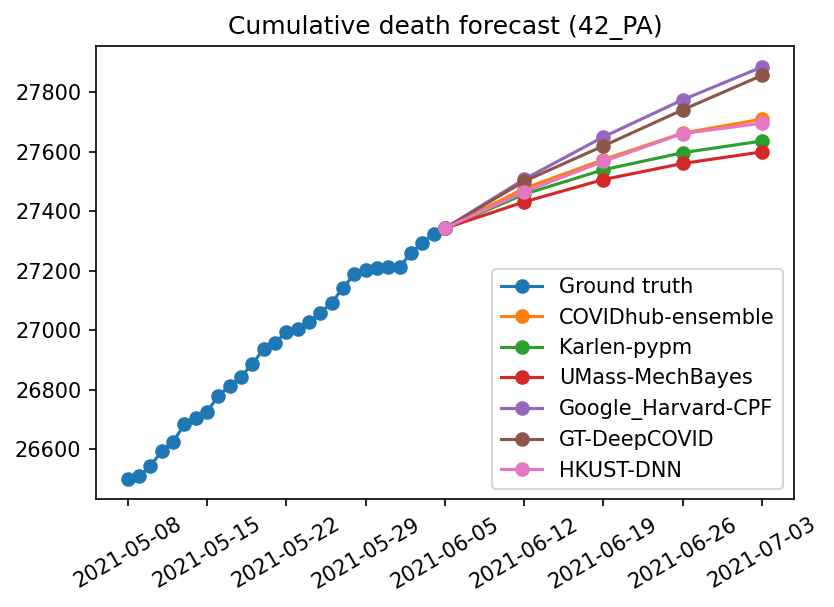 Cumulative death forecast (42_PA)
27800
27600
27400
27200
27000
26800
26600
Ground truth
COVIDhub-ensemble
Karlen-pypm
UMass-MechBayes
Google_Harvard-CPF
GT-DeepCOVID
HKUST-DNN
2021-05-08
2021-05-15
2021-05-22
2021-05-29
2021-06-05
2021-06-12
2021-06-19
2021-06-26
2021-07-03